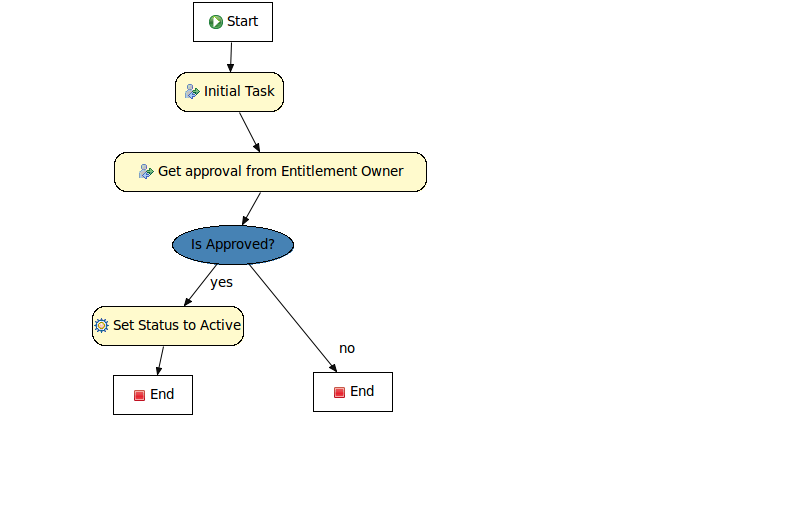 Start
Initial Task
Get approval from Entitlement Owner
Is Approved?
yes
Set Status to Active
no
End
End